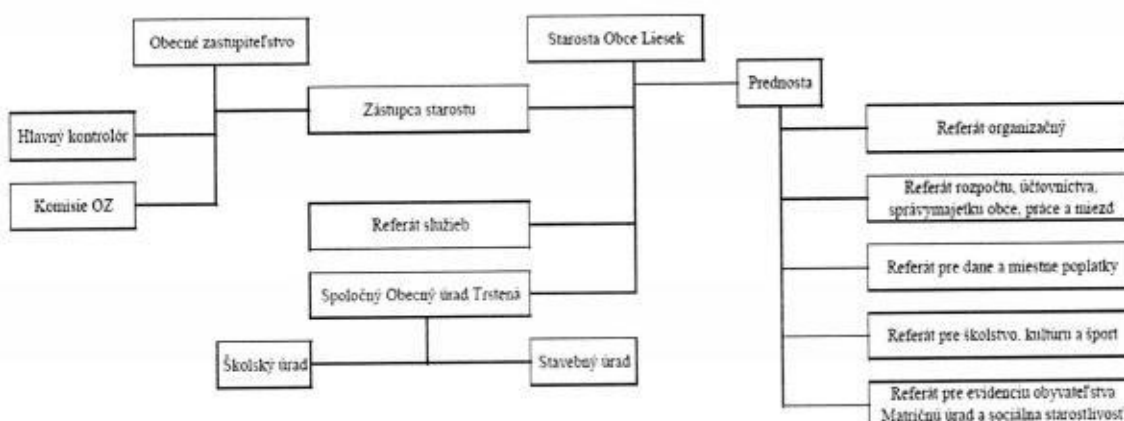 Obecné zastupiteľstvo
Starosta Obce Liesek
Prednosta
Zástupca starostu
Hlavný kontrolór
Komisie OZ
Referát služieb
Spoločný Obecný úrad Trstená
Školský úrad
Stavebný úrad
Referát organizačný
Referát rozpočtu, účtovníctva,
správymajetku obce, práce a miezd
Referát pre dane a miestne poplatky
Referát pre školstvo, kultúru a šport
Referát pre evidenciu obyvateľstva
Matričný úrad a sociálna starostlivosť